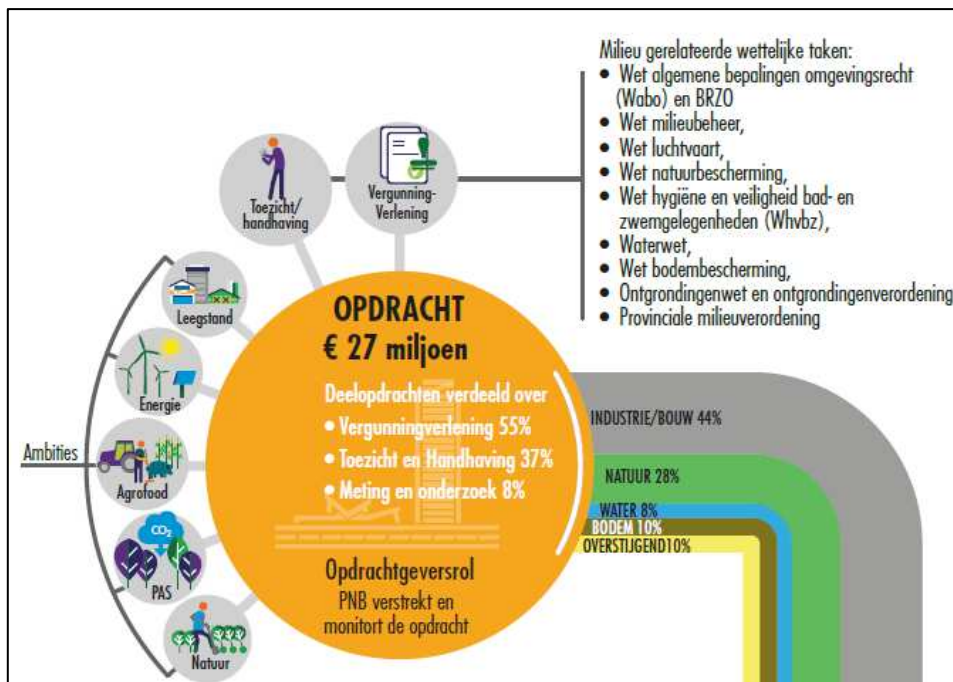 Milieu gerelateerde wettelijke taken:
• Wet algemene bepalingen omgevingsrecht
(Wabo) en BRZO
• Wet milieubeheer,
• Wet luchtvaart,
• Wet natuurbescherming,
• Wet hygiëne en veiligheid bad- en
zwemgelegenheden (Whvbz),
• Waterwet,
• Wet bodembescherming,
• Ontgrondingenwet en ontgrondingenverordening
• Provinciale milieuverordening
Toezicht/
handhaving
Vergunning-
Verlening
Leegstand
Energie
Ambities
Agrofood
CO₂
PAS
Natuur
OPDRACHT
€ 27 miljoen
Deelopdrachten verdeeld over
• Vergunningverlening 55%
• Toezicht en Handhaving 37%
• Meting en onderzoek 8%
Opdrachtgeversrol
PNB verstrekt en
monitort de opdracht
INDUSTRIE/BOUW 44%
NATUUR 28%
WATER 8%
BODEM 10%
OVERSTIJGEND10%